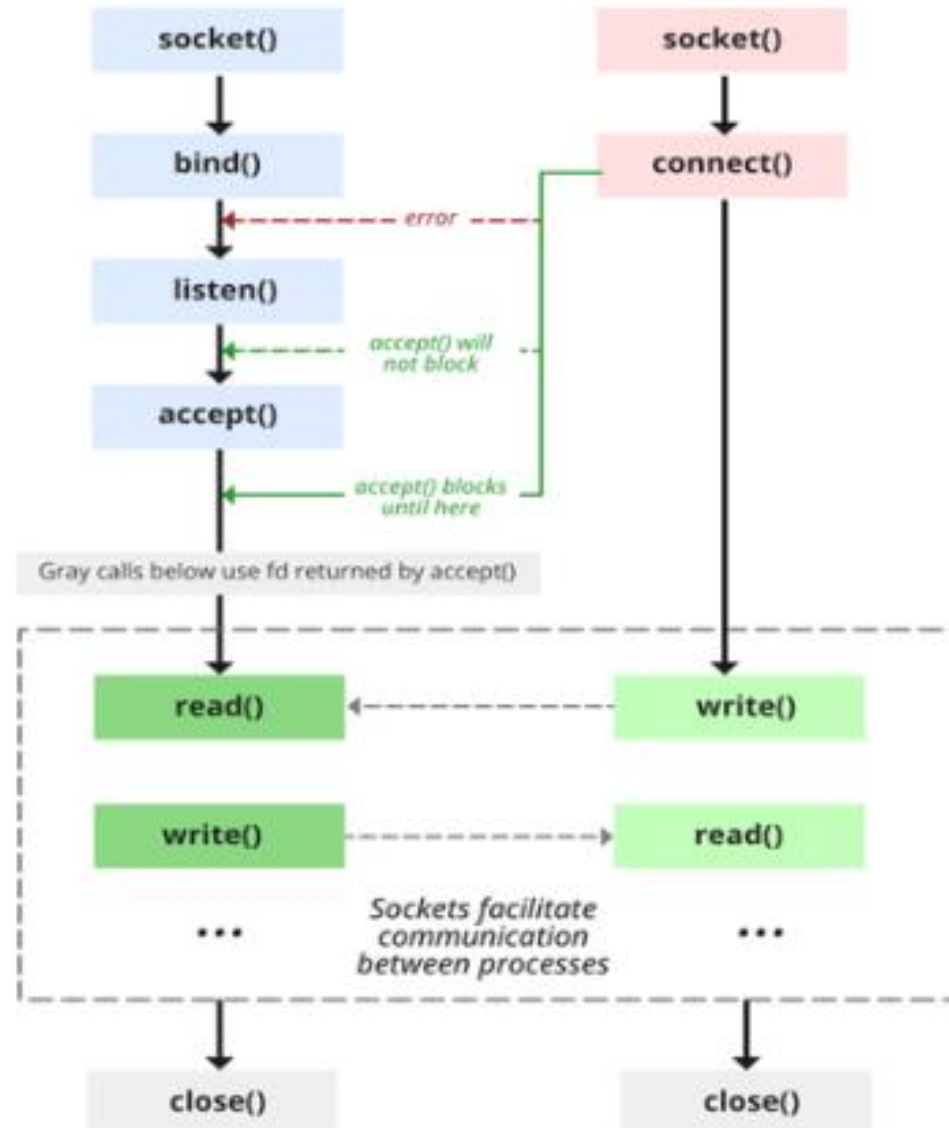 socket()
socket()
bind()
connect()
error
listen()
accept() will
not block
accept()
accept() blocks
until here
Gray calls below use fd returned by accept()
read()
write()
write()
read()
Sockets facilitate
communication
between processes
...
...
close()
close()